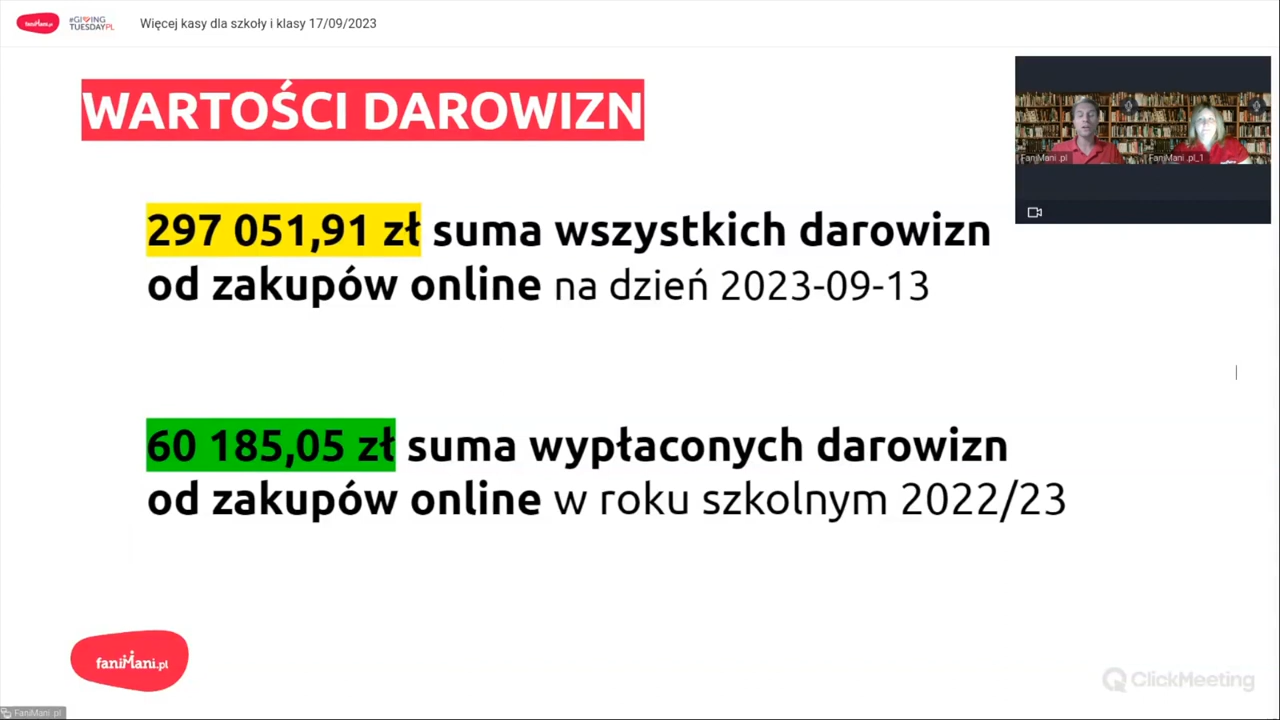 faniMani.pl
#GIVING
TUESDAYPL
Więcej kasy dla szkoły i klasy 17/09/2023
WARTOŚCI DAROWIZN
FaniMani .pl
FaniMani .pl_1
297 051,91 zł suma wszystkich darowizn
od zakupów online na dzień 2023-09-13
60 185,05 zł suma wypłaconych darowizn
od zakupów online w roku szkolnym 2022/23
faniMani.pl
ClickMeeting
FaniMani .pl